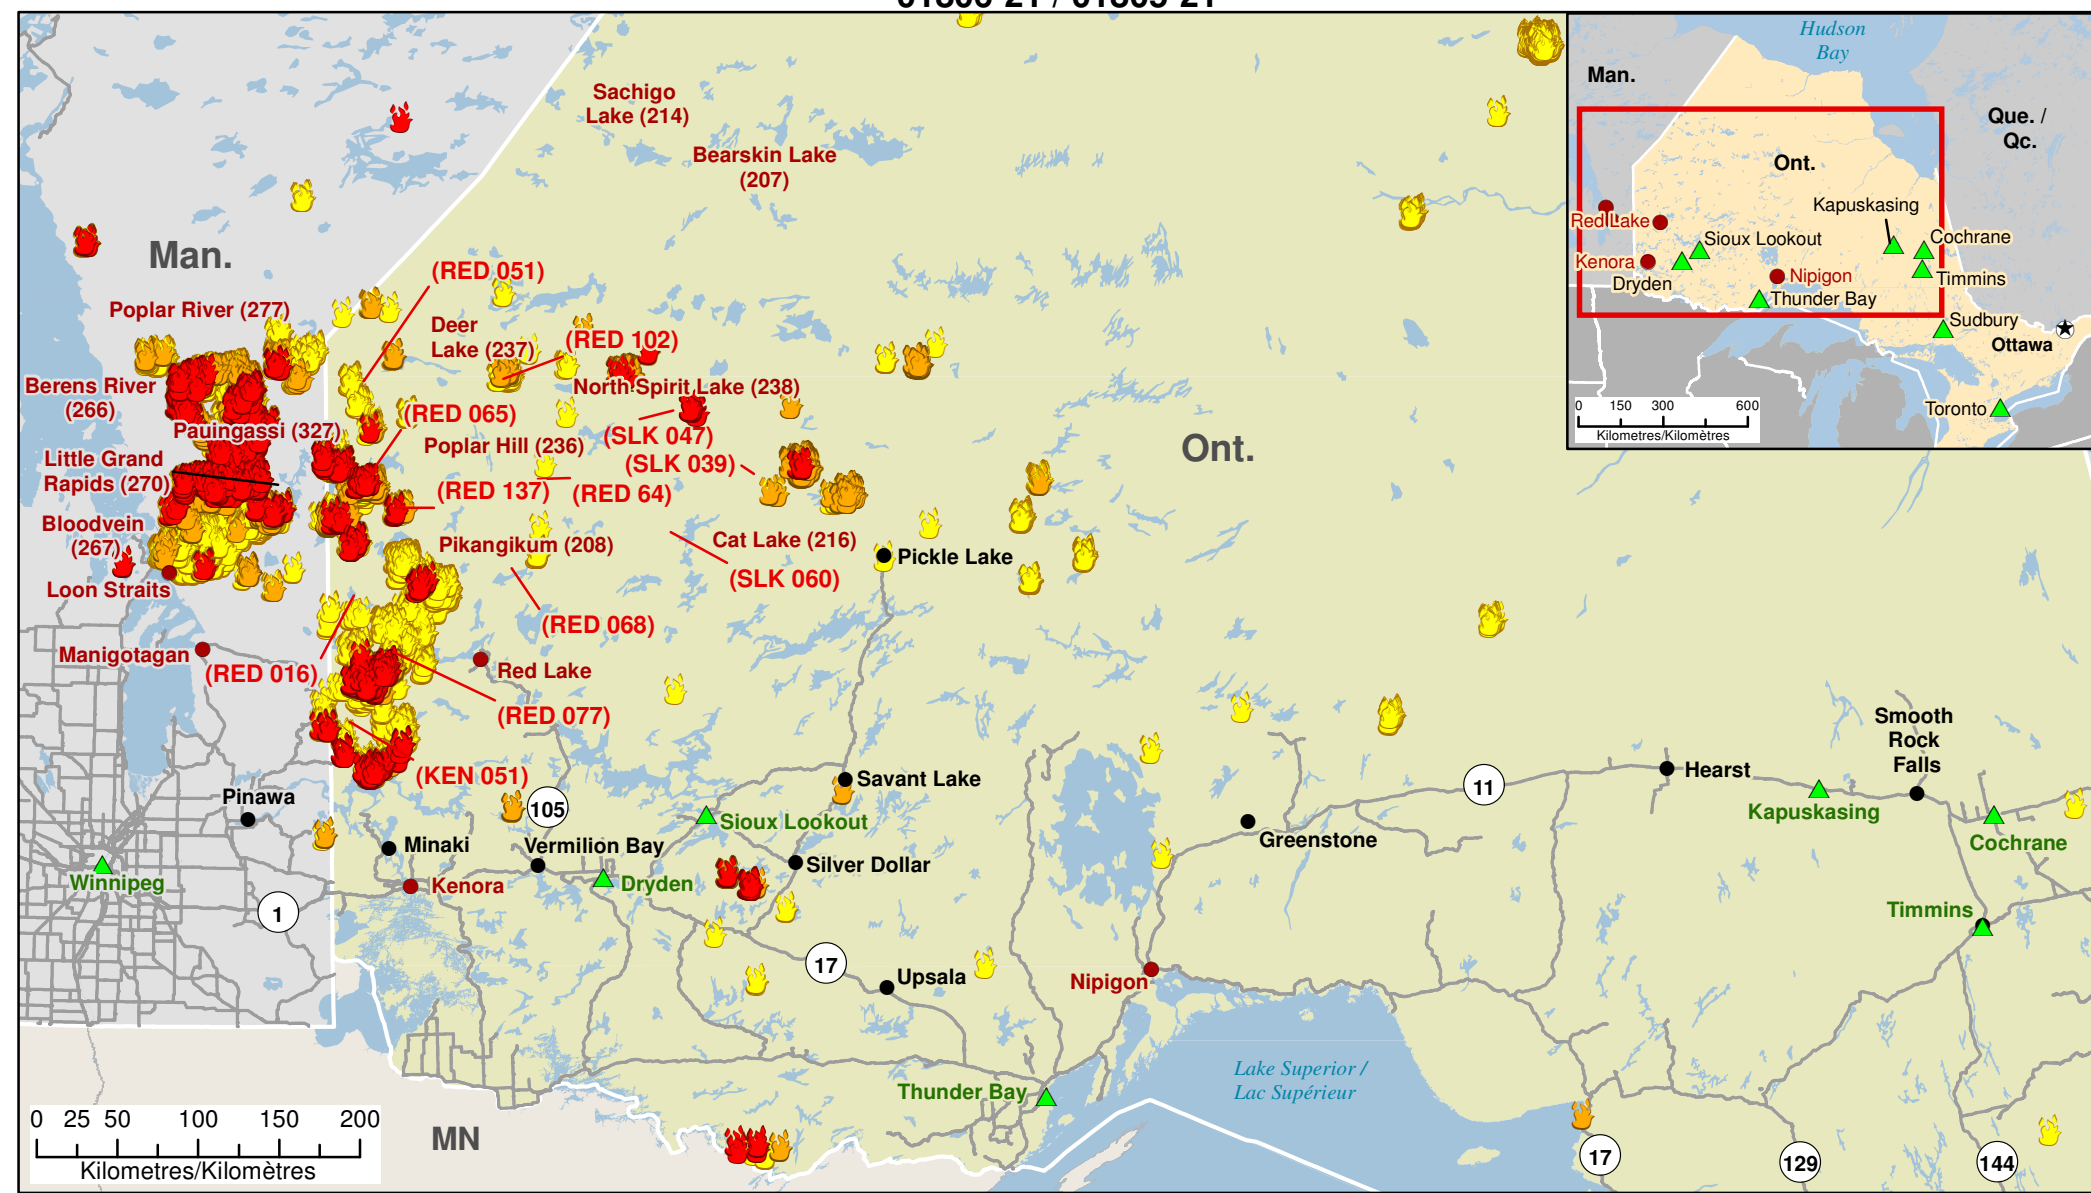 Sachigo
Lake (214)
Bearskin Lake
(207)
Man.
(RED 051)
Poplar River (277)
Deer
Lake (237)
(RED 102)
Berens River
(266)
North Spirit Lake (238)
(RED 065)
Pauingassi (327)
(SLK 047)
Poplar Hill (236)
Ont.
Little Grand
Rapids (270)
(SLK 039)
(RED 137)
(RED 64)
Bloodvein
(267)
Pikangikum (208)
Cat Lake (216)
Pickle Lake
(SLK 060)
Loon Straits
(RED 068)
Manigotagan
(RED 016)
Red Lake
(RED 077)
(KEN 051)
Savant Lake
Pinawa
105
Sioux Lookout
Minaki
Vermilion Bay
Silver Dollar
Winnipeg
Kenora
Dryden
1
17
Upsala
Nipigon
Greenstone
11
Hearst
Smooth
Rock
Falls
Kapuskasing
Cochrane
Timmins
Thunder Bay
Lake Superior /
Lac Supérieur
MN
0 25 50 100 150 200
Kilometres/Kilomètres
17
129
144
Hudson
Bay
Man.
Que. /
Qc.
Ont.
Kapuskasing
Red Lake
Sioux Lookout
Cochrane
Kenora
Dryden
Nipigon
Timmins
Thunder Bay
Sudbury
Ottawa
Toronto
0 150 300 600
Kilometres/Kilomètres